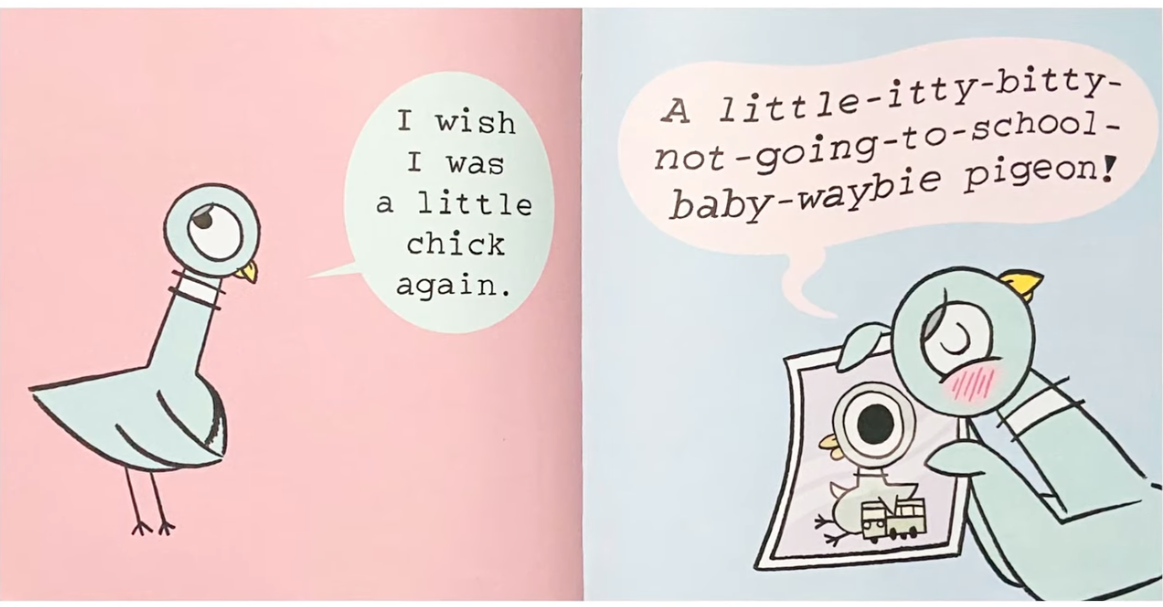 I wish
I was
a little
chick
again.
A little-itty-bitty-
not-going-to-school-
baby-waybie pigeon!